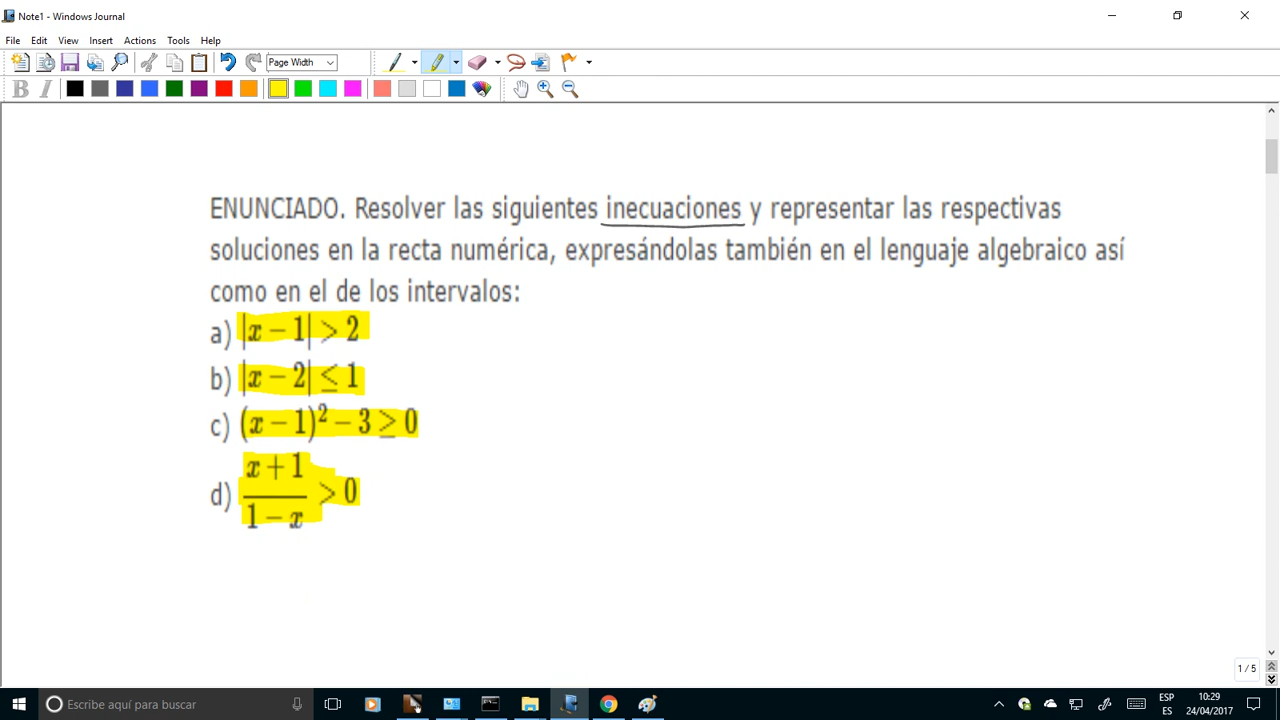 Note1 - Windows Journal
File Edit View Insert Actions Tools Help
Page Width
B I
ENUNCIADO. Resolver las siguientes inecuaciones y representar las respectivas
soluciones en la recta numérica, expresándolas también en el lenguaje algebraico así
como en el de los intervalos:
a) |x − 1| > 2
b) |x − 2| ≤ 1
c) (x − 1)² − 3 ≥ 0
d) x + 1
> 0
1 − x
1 / 5
Escribe aquí para buscar
ESP
ES
10:29
24/04/2017